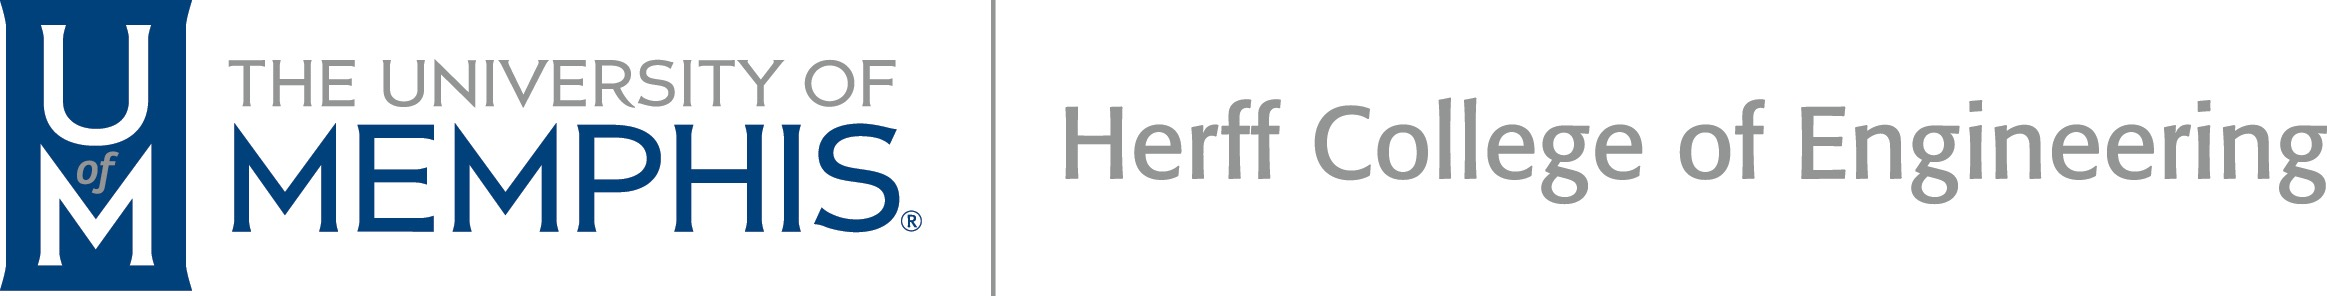 U
of
M
THE UNIVERSITY OF
MEMPHIS®
Herff College of Engineering